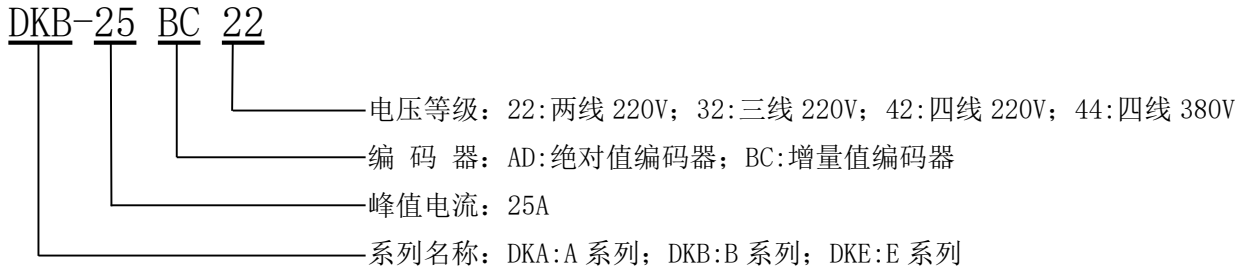 DKB-25 BC 22
电压等级：22:两线 220V；32:三线 220V；42:四线 220V；44:四线 380V
编 码 器：AD:绝对值编码器；BC:增量值编码器
峰值电流：25A
系列名称：DKA:A 系列；DKB:B 系列；DKE:E 系列